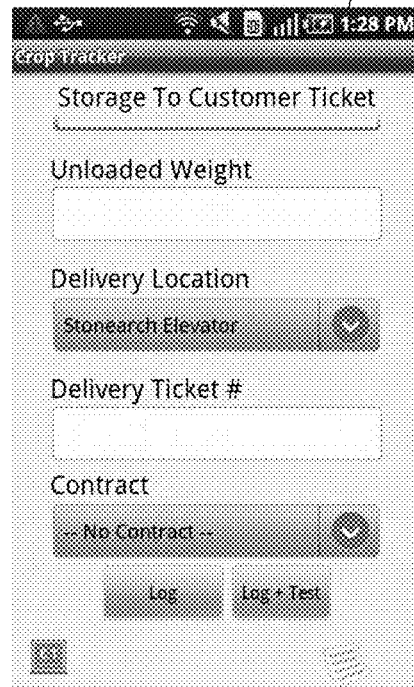 1:28 PM
Crop Tracker
Storage To Customer Ticket
Unloaded Weight
Delivery Location
Stonearch Elevator
Delivery Ticket #
Contract
-- No Contract --
Log
Log + Test